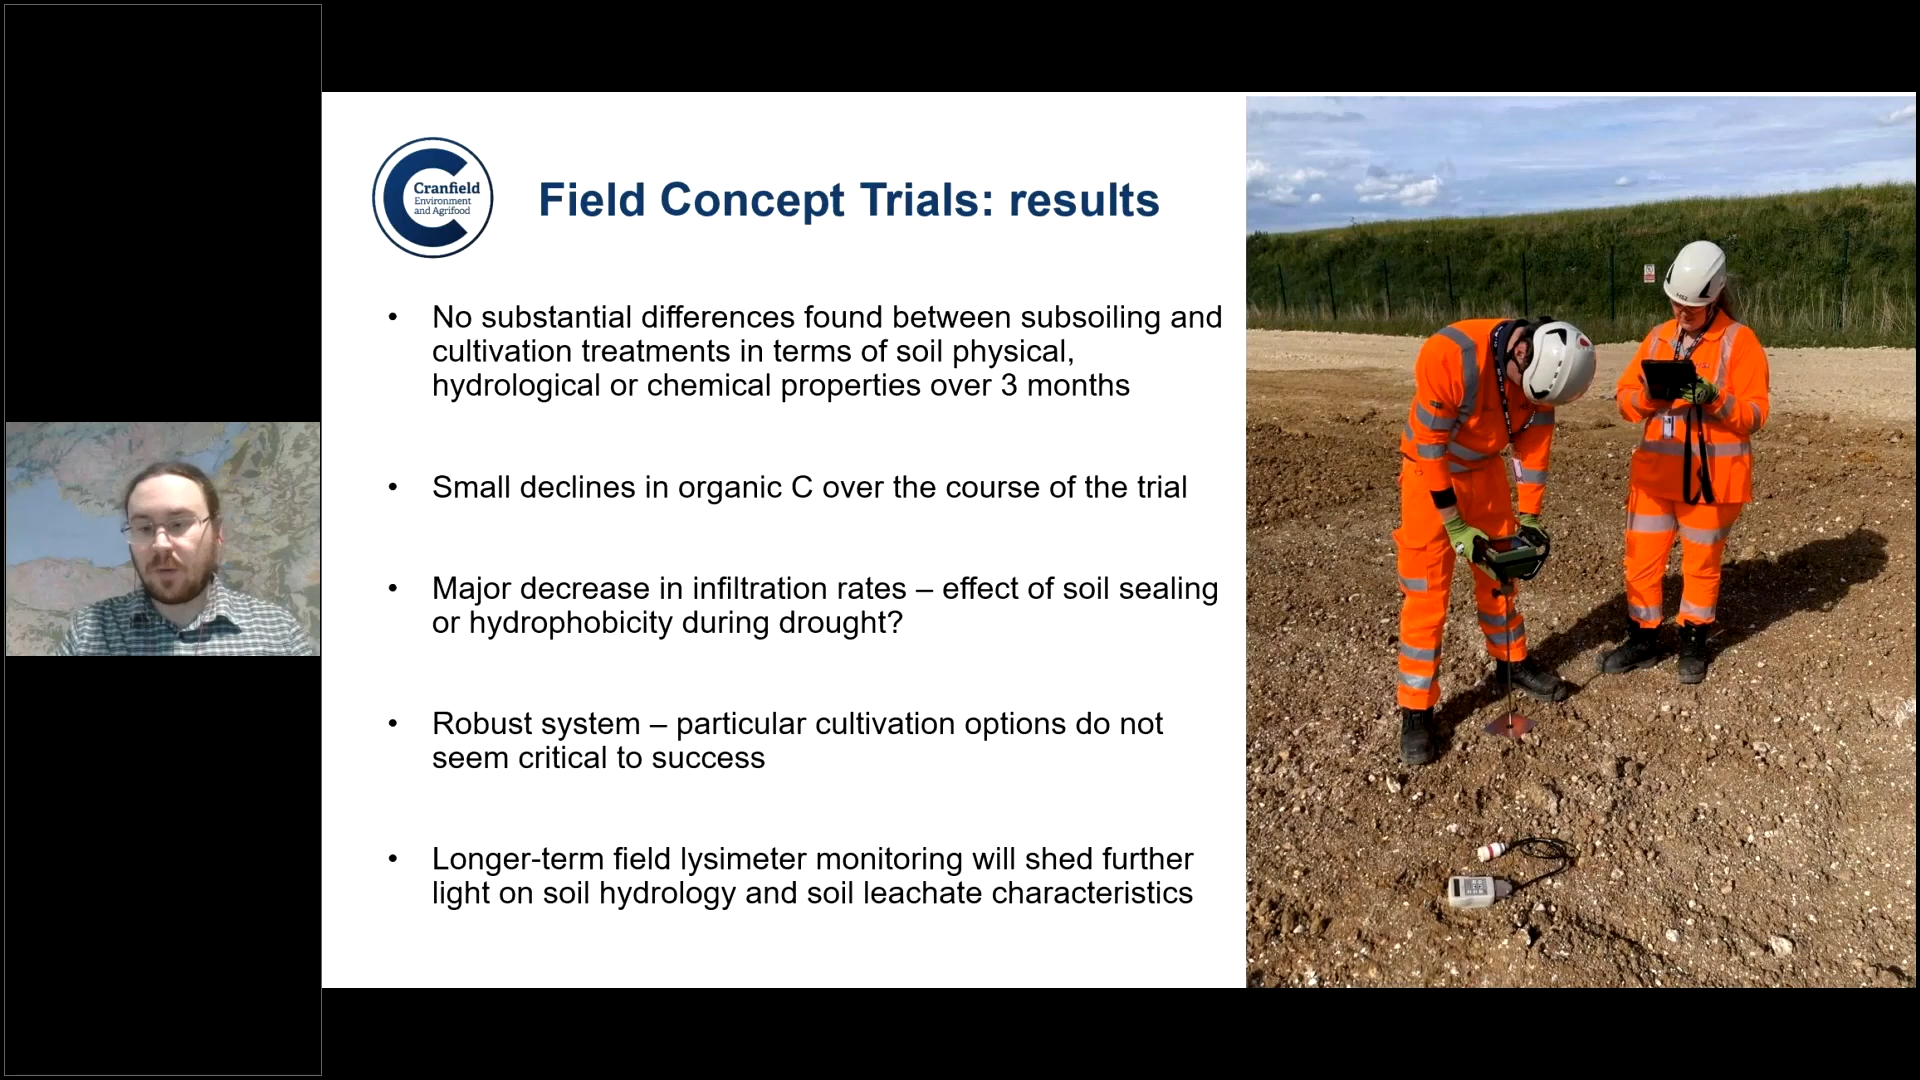 Cranfield
Environment
and Agrifood
Field Concept Trials: results
• No substantial differences found between subsoiling and
cultivation treatments in terms of soil physical,
hydrological or chemical properties over 3 months
• Small declines in organic C over the course of the trial
• Major decrease in infiltration rates – effect of soil sealing
or hydrophobicity during drought?
• Robust system – particular cultivation options do not
seem critical to success
• Longer-term field lysimeter monitoring will shed further
light on soil hydrology and soil leachate characteristics